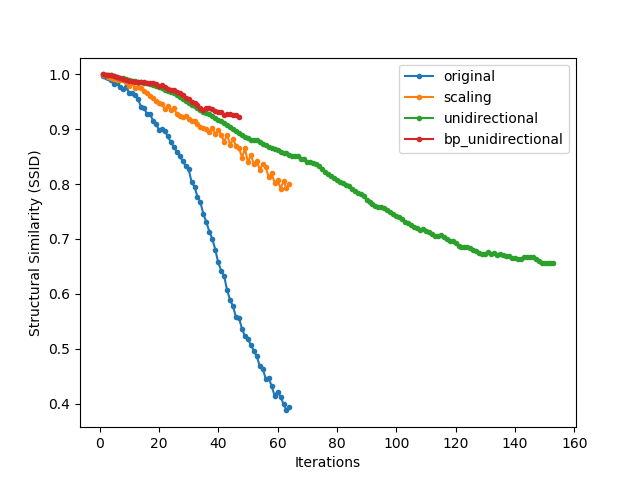 original
scaling
unidirectional
bp_unidirectional
1.0
0.9
0.8
0.7
0.6
0.5
0.4
Structural Similarity (SSID)
0 20 40 60 80 100 120 140 160
Iterations